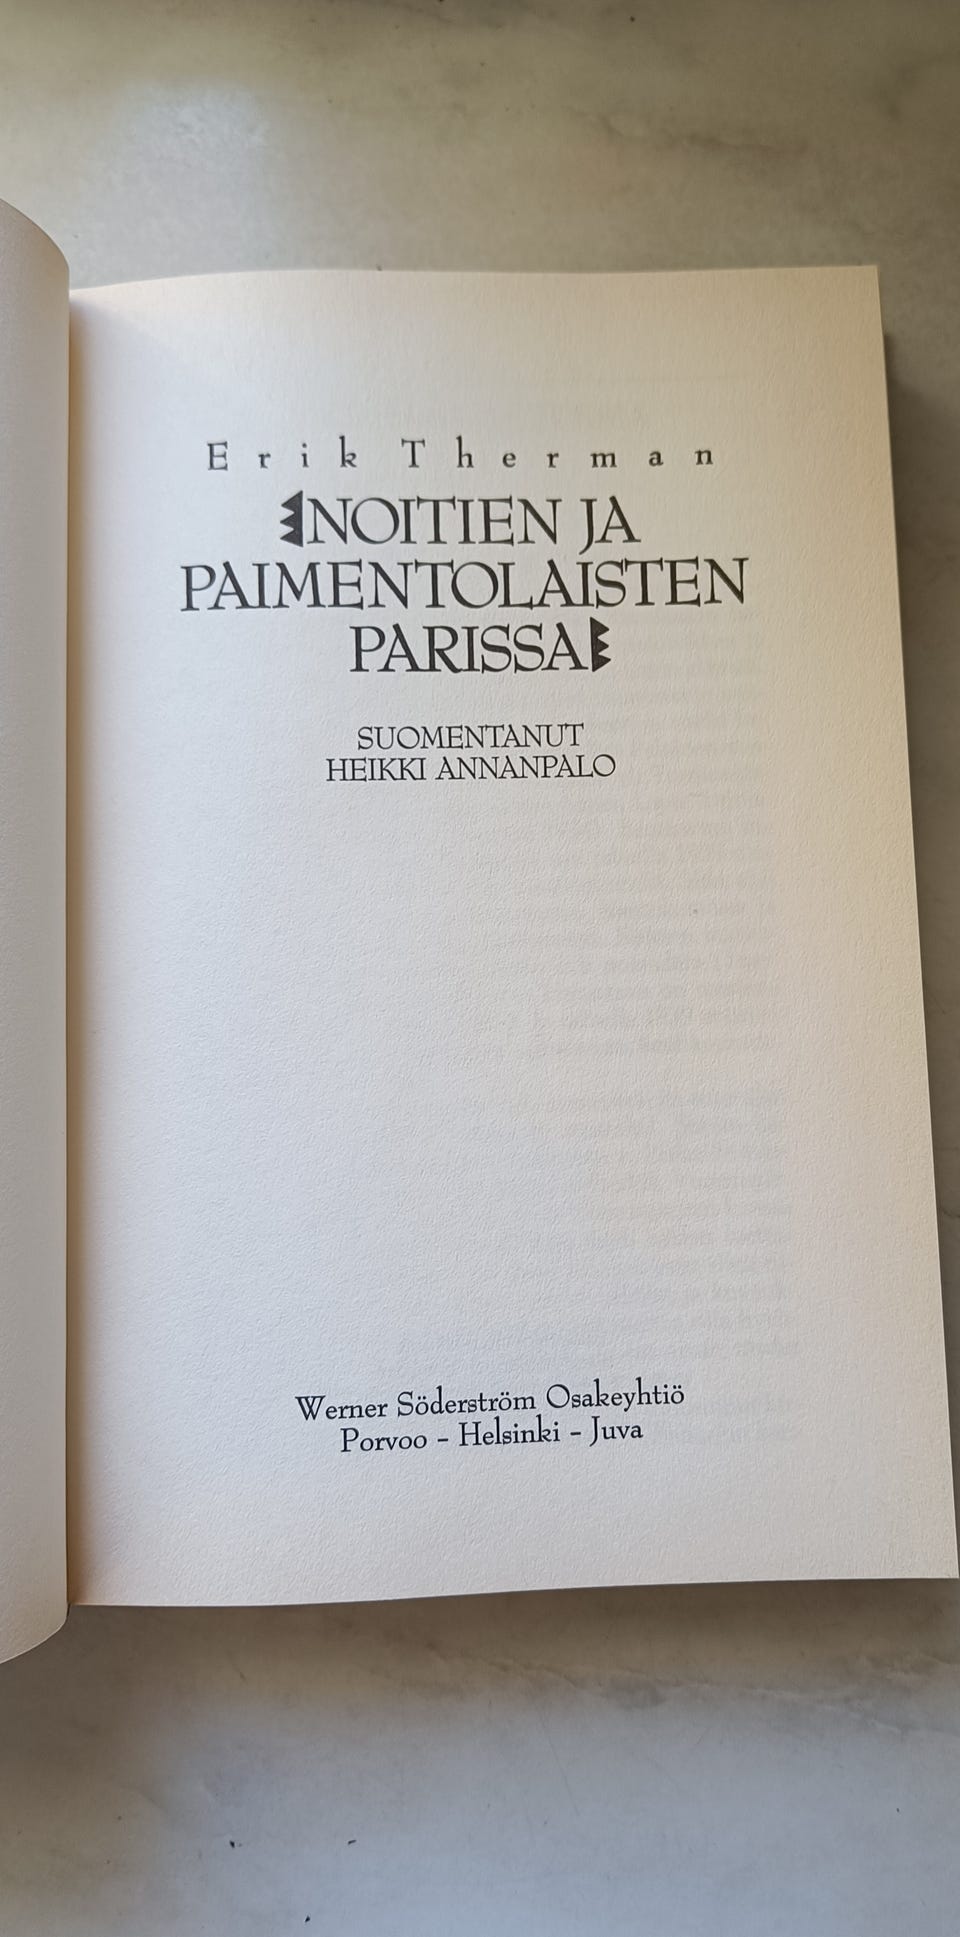 Erik Therman
NOITIEN JA
PAIMENTOLAISTEN
PARISSA
SUOMENTANUT
HEIKKI ANNANPALO
Werner Söderström Osakeyhtiö
Porvoo - Helsinki - Juva